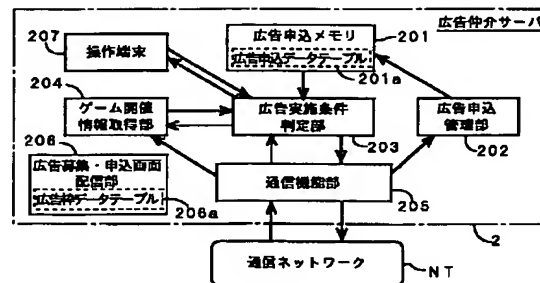 広告仲介サーバ
207
操作端末
広告申込メモリ
広告申込データテーブル
201
201a
204
ゲーム開催
情報取得部
広告実施条件
判定部
203
広告申込
管理部
202
206
広告募集・申込画面
配信部
広告枠データテーブル
206a
通信機能部
205
2
通信ネットワーク
NT